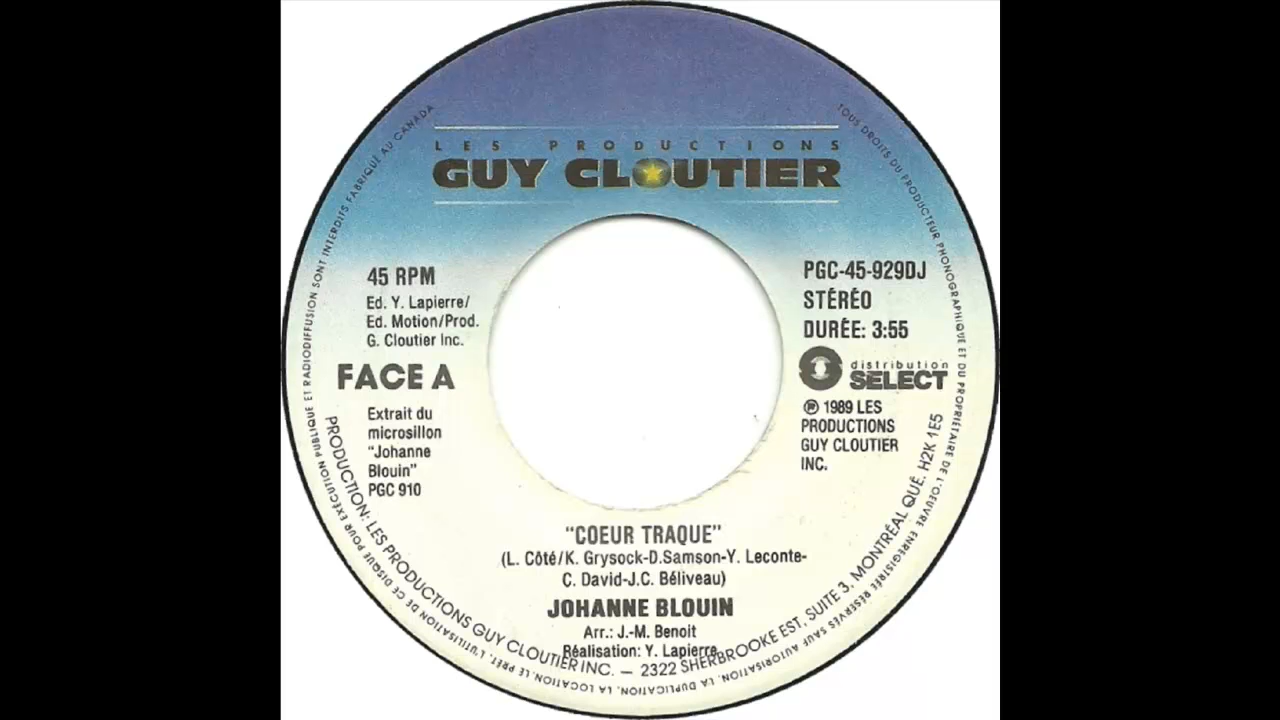 LES PRODUCTIONS
GUY CLOUTIER
45 RPM
Ed. Y. Lapierre/
Ed. Motion/Prod.
G. Cloutier Inc.
FACE A
Extrait du
microsillon
"Johanne
Blouin"
PGC 910
PGC-45-929DJ
STÉRÉO
DURÉE: 3:55
distribution
SELECT
℗ 1989 LES
PRODUCTIONS
GUY CLOUTIER
INC.
"COEUR TRAQUE"
(L. Côté/K. Grysock-D.Samson-Y. Leconte-
C. David-J.C. Béliveau)
JOHANNE BLOUIN
Arr.: J.-M. Benoit
Réalisation: Y. Lapierre
PRODUCTION: LES PRODUCTIONS GUY CLOUTIER INC. — 2322 SHERBROOKE EST, SUITE 3, MONTRÉAL QUÉ. H2K 1E5
TOUS DROITS DU PRODUCTEUR PHONOGRAPHIQUE ET DU PROPRIÉTAIRE DE L'OEUVRE ENREGISTRÉE RÉSERVÉS SAUF AUTORISATION, LA DUPLICATION, LA LOCATION, LE PRÊT, L'UTILISATION DE CE DISQUE POUR EXÉCUTION PUBLIQUE ET RADIODIFFUSION SONT INTERDITS FABRIQUÉ AU CANADA